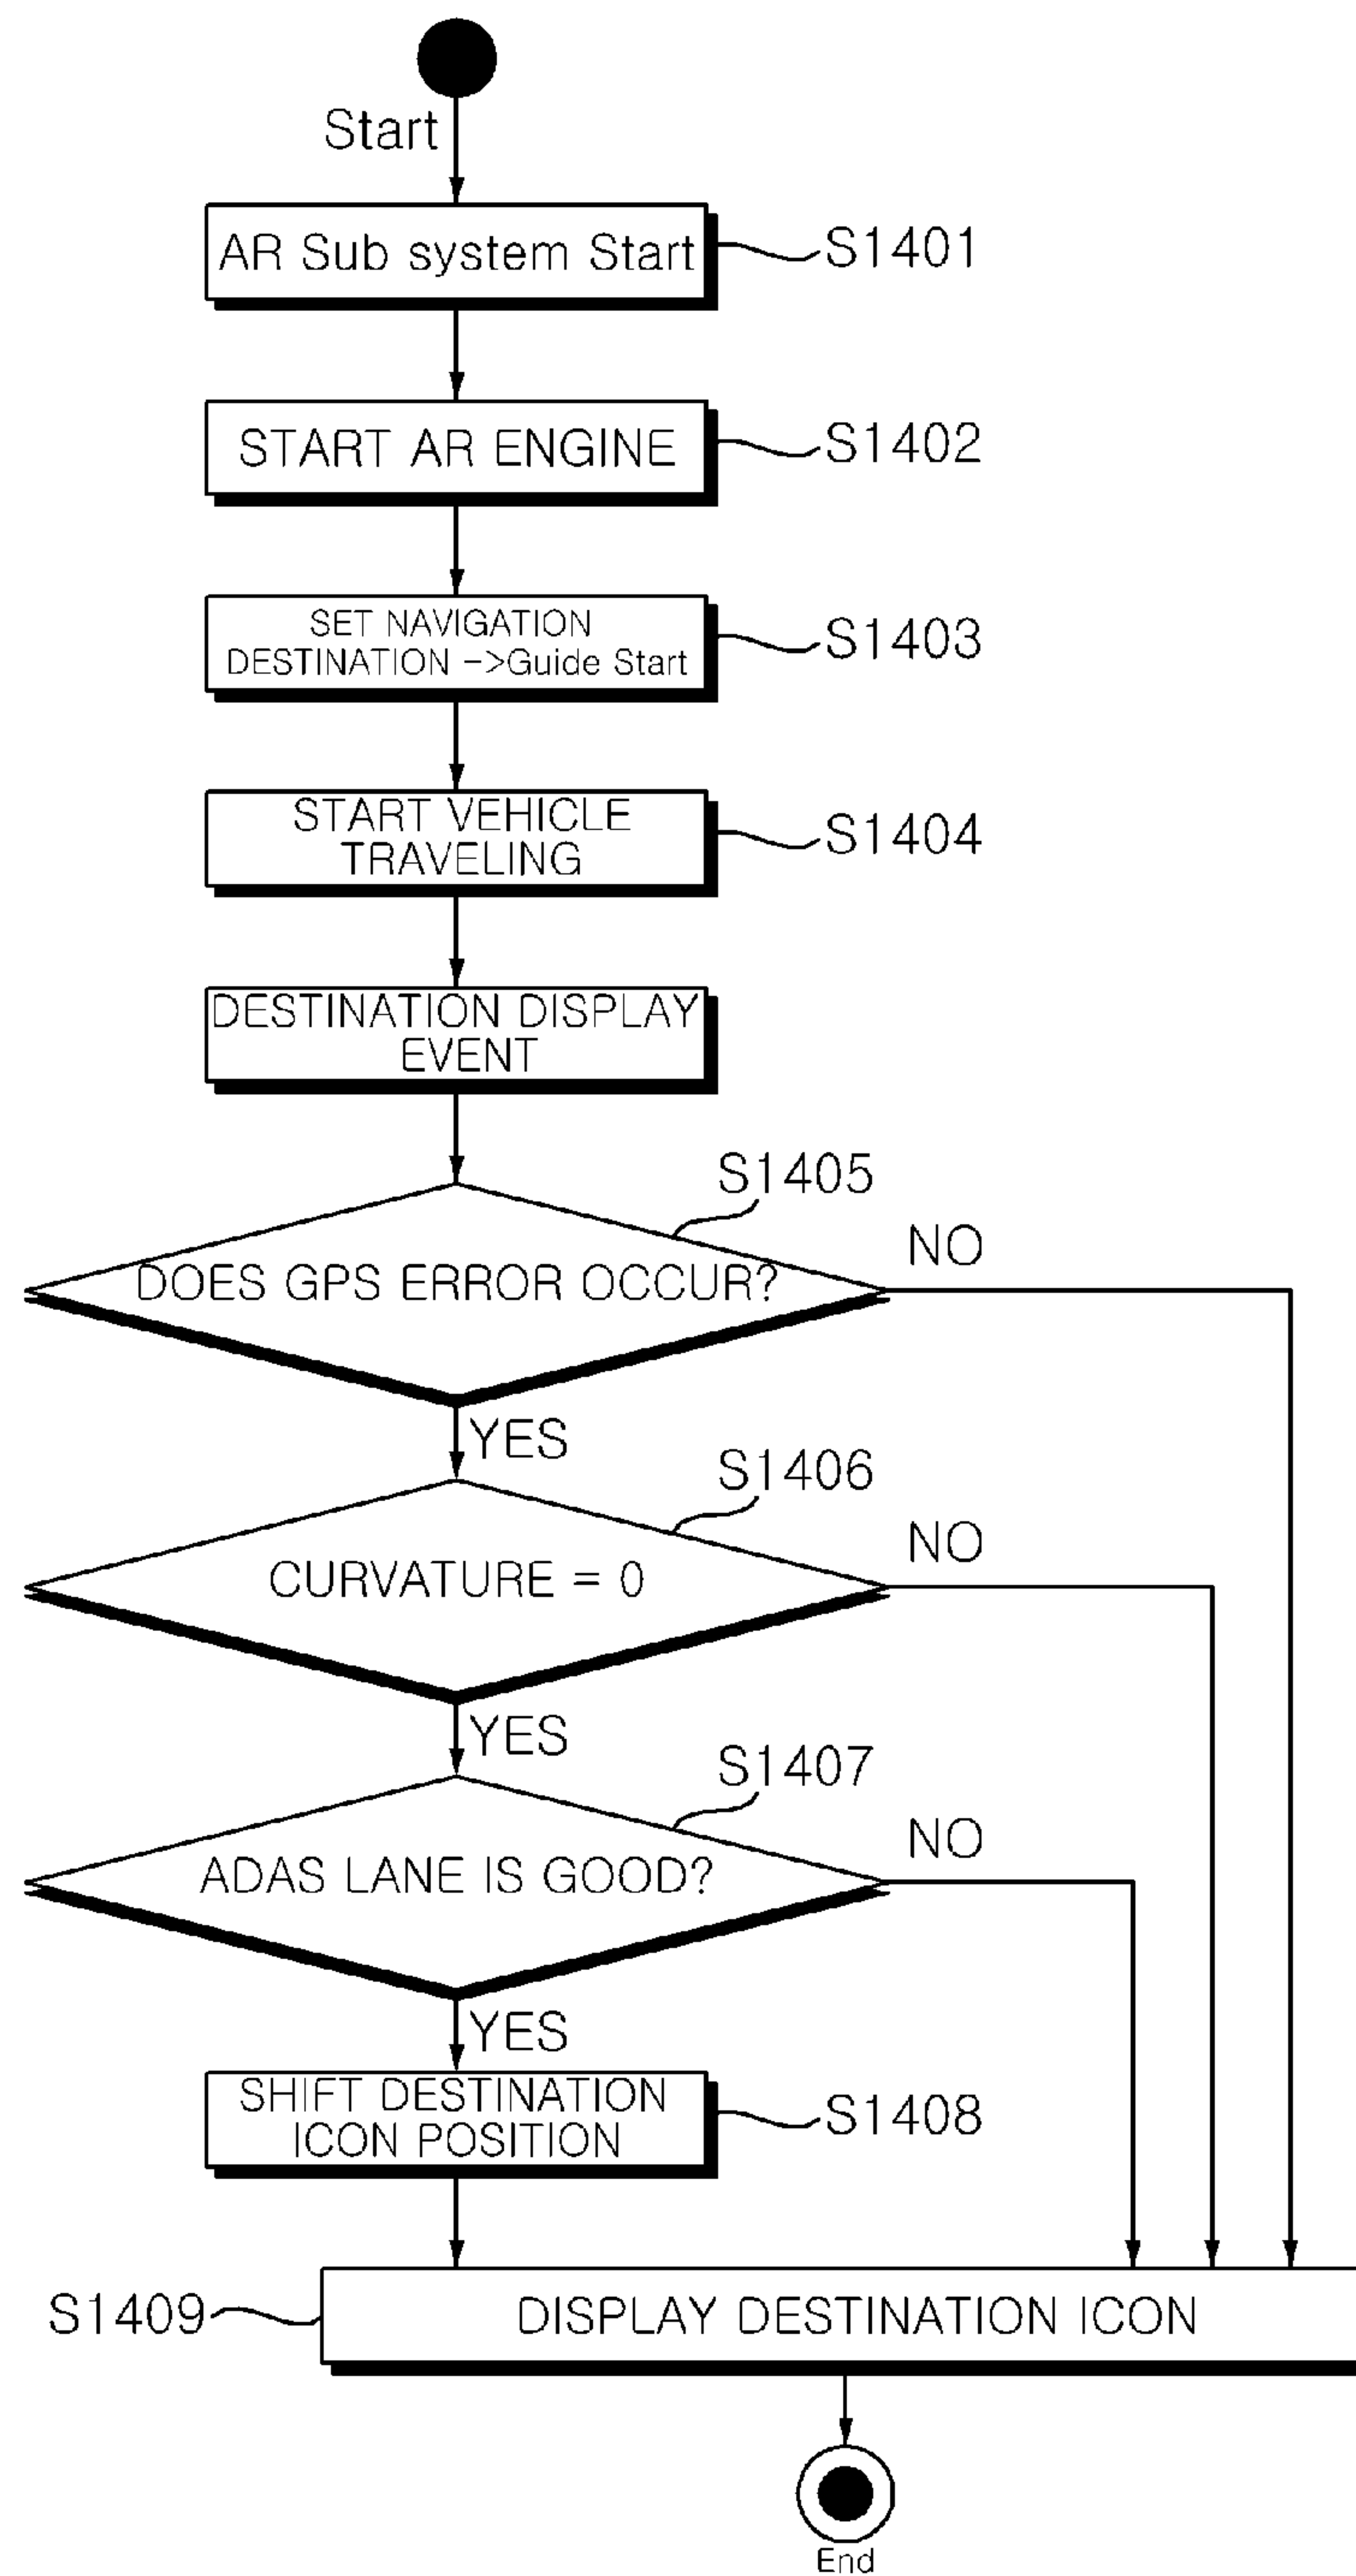 Start
AR Sub system Start
S1401
START AR ENGINE
S1402
SET NAVIGATION
DESTINATION ->Guide Start
S1403
START VEHICLE
TRAVELING
S1404
DESTINATION DISPLAY
EVENT
S1405
DOES GPS ERROR OCCUR?
NO
YES
S1406
CURVATURE = 0
NO
YES
S1407
ADAS LANE IS GOOD?
NO
YES
SHIFT DESTINATION
ICON POSITION
S1408
S1409
DISPLAY DESTINATION ICON
End